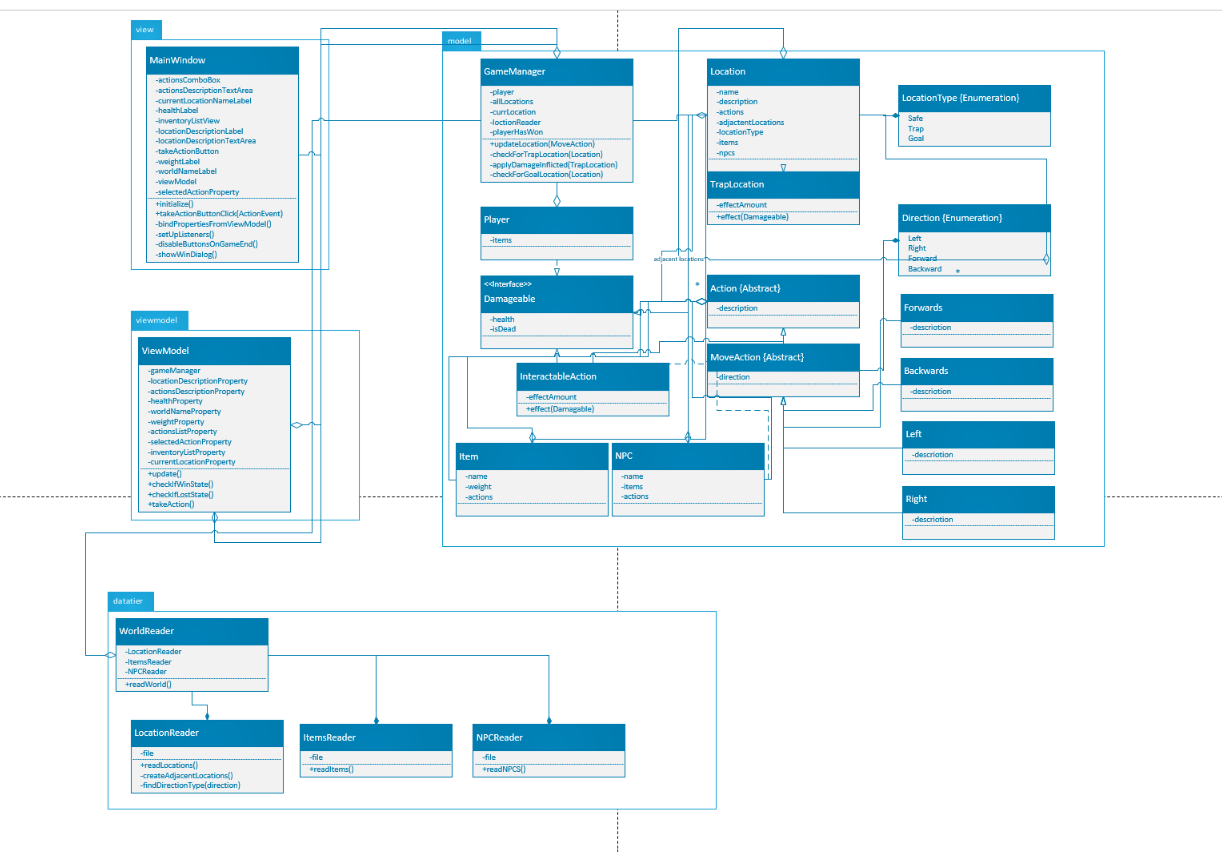 view
MainWindow
-actionsComboBox
-actionsDescriptionTextArea
-currentLocationNameLabel
-healthLabel
-inventoryListView
-locationDescriptionLabel
-locationDescriptionTextArea
-takeActionButton
-weightLabel
-worldNameLabel
-viewModel
-selectedActionProperty
+initialize()
+takeActionButtonClick(ActionEvent)
-bindPropertiesFromViewModel()
-setUpListeners()
-disableButtonsOnGameEnd()
-showWinDialog()
viewmodel
ViewModel
-gameManager
-locationDescriptionProperty
-actionsDescriptionProperty
-healthProperty
-worldNameProperty
-weightProperty
-actionsListProperty
-selectedActionProperty
-inventoryListProperty
-currentLocationProperty
+update()
+checkIfWinState()
+checkIfLostState()
+takeAction()
model
GameManager
-player
-allLocations
-currLocation
-loctionReader
-playerHasWon
+updateLocation(MoveAction)
-checkForTrapLocation(Location)
-applyDamageInflicted(TrapLocation)
-checkForGoalLocation(Location)
Player
-items
<<Interface>>
Damageable
-health
-isDead
InteractableAction
-effectAmount
+effect(Damagable)
Item
-name
-weight
-actions
NPC
-name
-items
-actions
Location
-name
-description
-actions
-adjactentLocations
-locationType
-items
-npcs
TrapLocation
-effectAmount
+effect(Damageable)
adjacent locations
*
Action {Abstract}
-description
MoveAction {Abstract}
-direction
LocationType {Enumeration}
Safe
Trap
Goal
Direction {Enumeration}
Left
Right
Forward
Backward
*
Forwards
-descriotion
Backwards
-descriotion
Left
-descriotion
Right
-descriotion
datatier
WorldReader
-LocationReader
-ItemsReader
-NPCReader
+readWorld()
LocationReader
-file
+readLocations()
-createAdjacentLocations()
-findDirectionType(direction)
ItemsReader
-file
+readItems()
NPCReader
-file
+readNPCS()